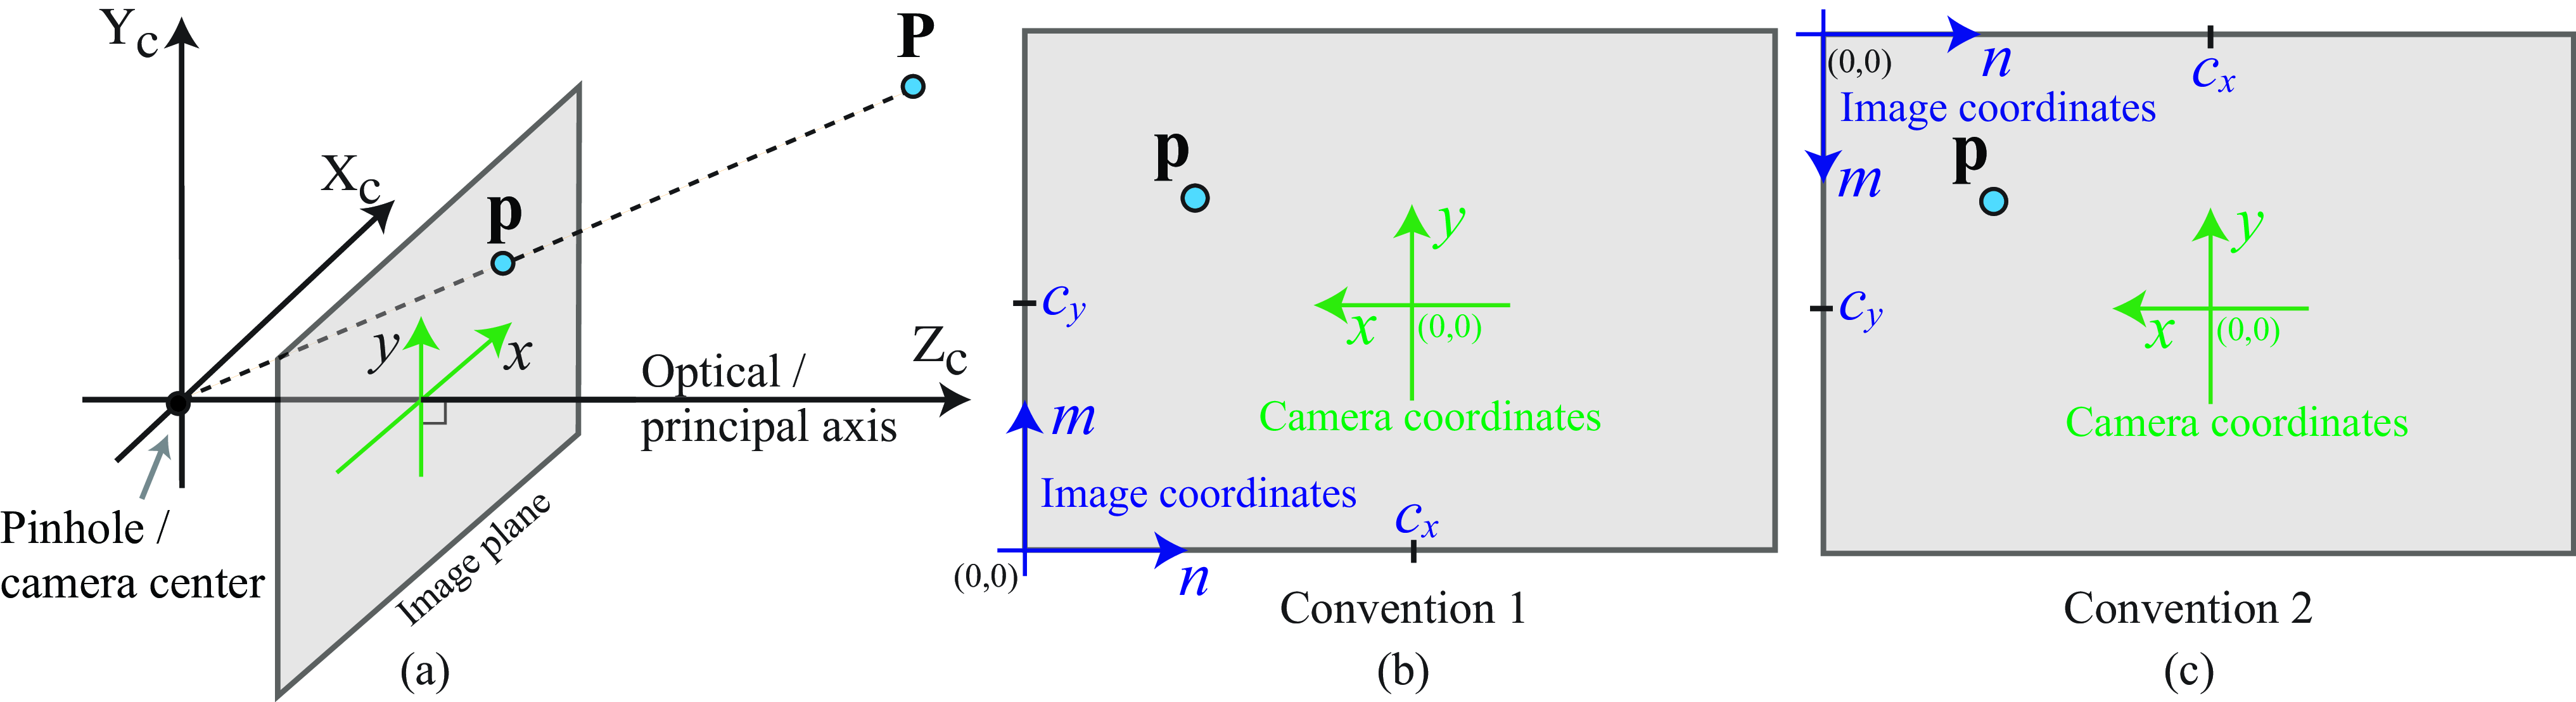 Y_C
X_C
P
p
y
x
Z_C
Optical /
principal axis
Pinhole /
camera center
Image plane
(a)
p
c_y
y
x
(0,0)
Camera coordinates
m
Image coordinates
c_x
(0,0)
n
Convention 1
(b)
n
(0,0)
c_x
Image coordinates
p
m
c_y
y
x
(0,0)
Camera coordinates
Convention 2
(c)